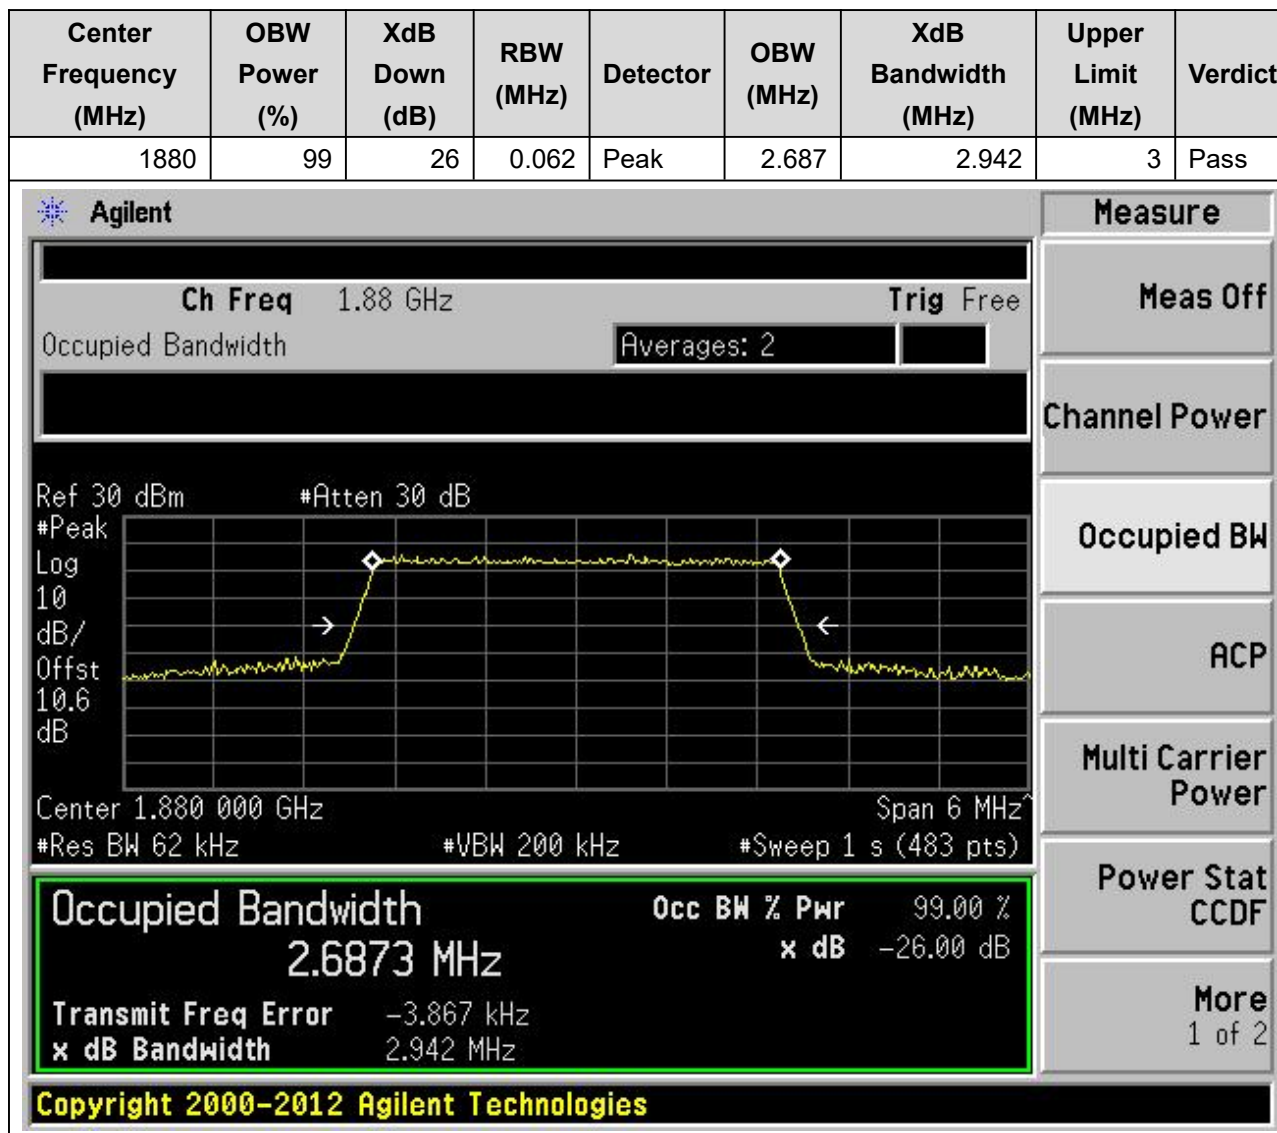 Center Frequency (MHz) OBW Power (%) XdB Down (dB) RBW (MHz) Detector OBW (MHz) XdB Bandwidth (MHz) Upper Limit (MHz) Verdict
1880 99 26 0.062 Peak 2.687 2.942 3 Pass
Agilent
Measure
Ch Freq 1.88 GHz Trig Free
Meas Off
Occupied Bandwidth Averages: 2
Channel Power
Ref 30 dBm #Atten 30 dB
#Peak
Log
10
dB/
Offst
10.6
dB
Occupied BW
ACP
Multi Carrier
Power
Center 1.880 000 GHz Span 6 MHz^
#Res BW 62 kHz #VBW 200 kHz #Sweep 1 s (483 pts)
Power Stat
CCDF
Occupied Bandwidth Occ BW % Pwr 99.00 %
2.6873 MHz x dB -26.00 dB
Transmit Freq Error -3.867 kHz
x dB Bandwidth 2.942 MHz
More
1 of 2
Copyright 2000-2012 Agilent Technologies